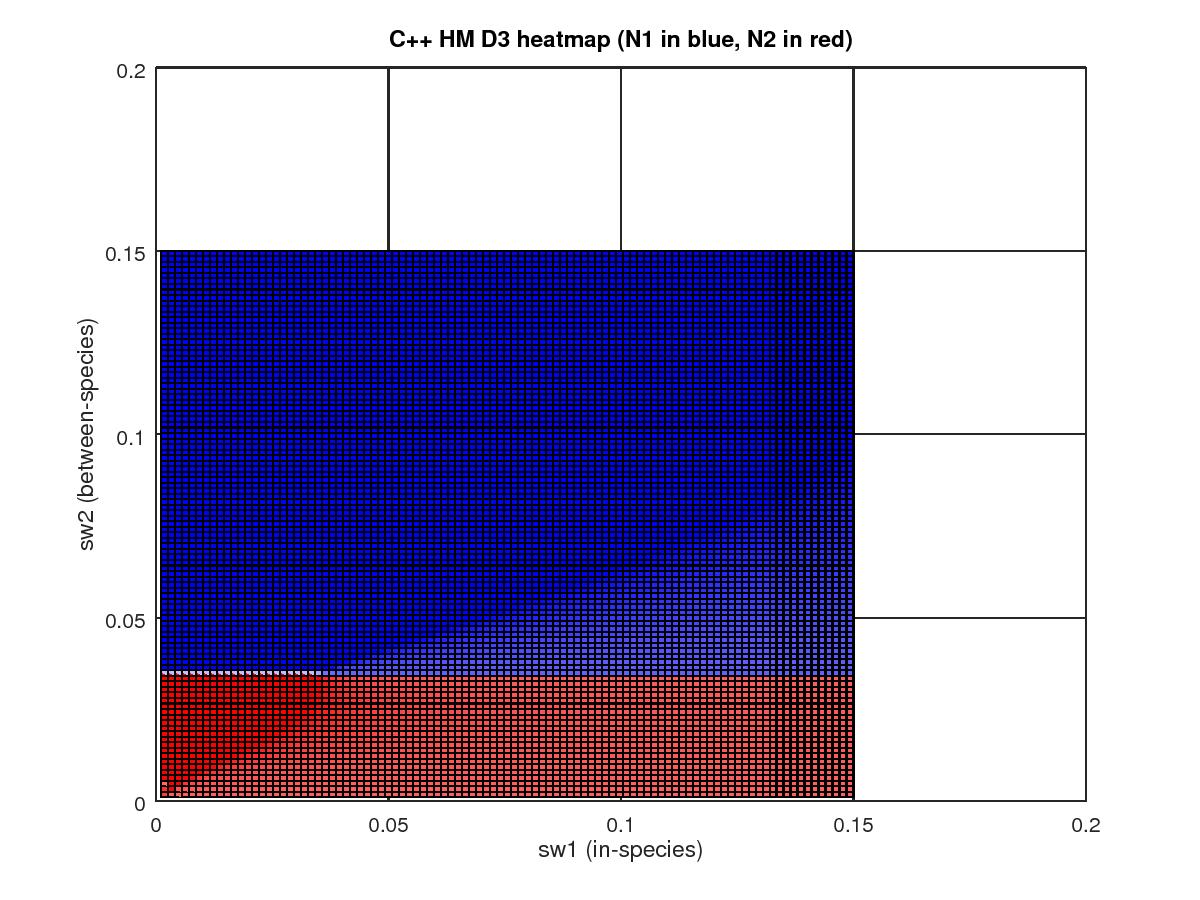 C++ HM D3 heatmap (N1 in blue, N2 in red)
0.2
0.15
0.1
0.05
0
sw2 (between-species)
0 0.05 0.1 0.15 0.2
sw1 (in-species)